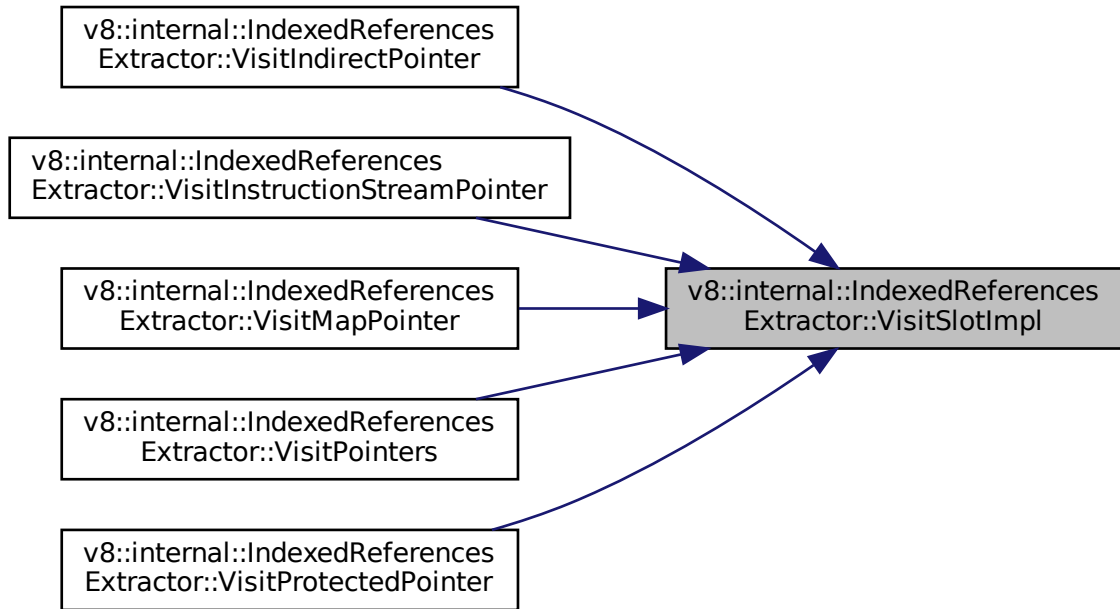 v8::internal::IndexedReferences
Extractor::VisitIndirectPointer
v8::internal::IndexedReferences
Extractor::VisitInstructionStreamPointer
v8::internal::IndexedReferences
Extractor::VisitMapPointer
v8::internal::IndexedReferences
Extractor::VisitPointers
v8::internal::IndexedReferences
Extractor::VisitProtectedPointer
v8::internal::IndexedReferences
Extractor::VisitSlotImpl